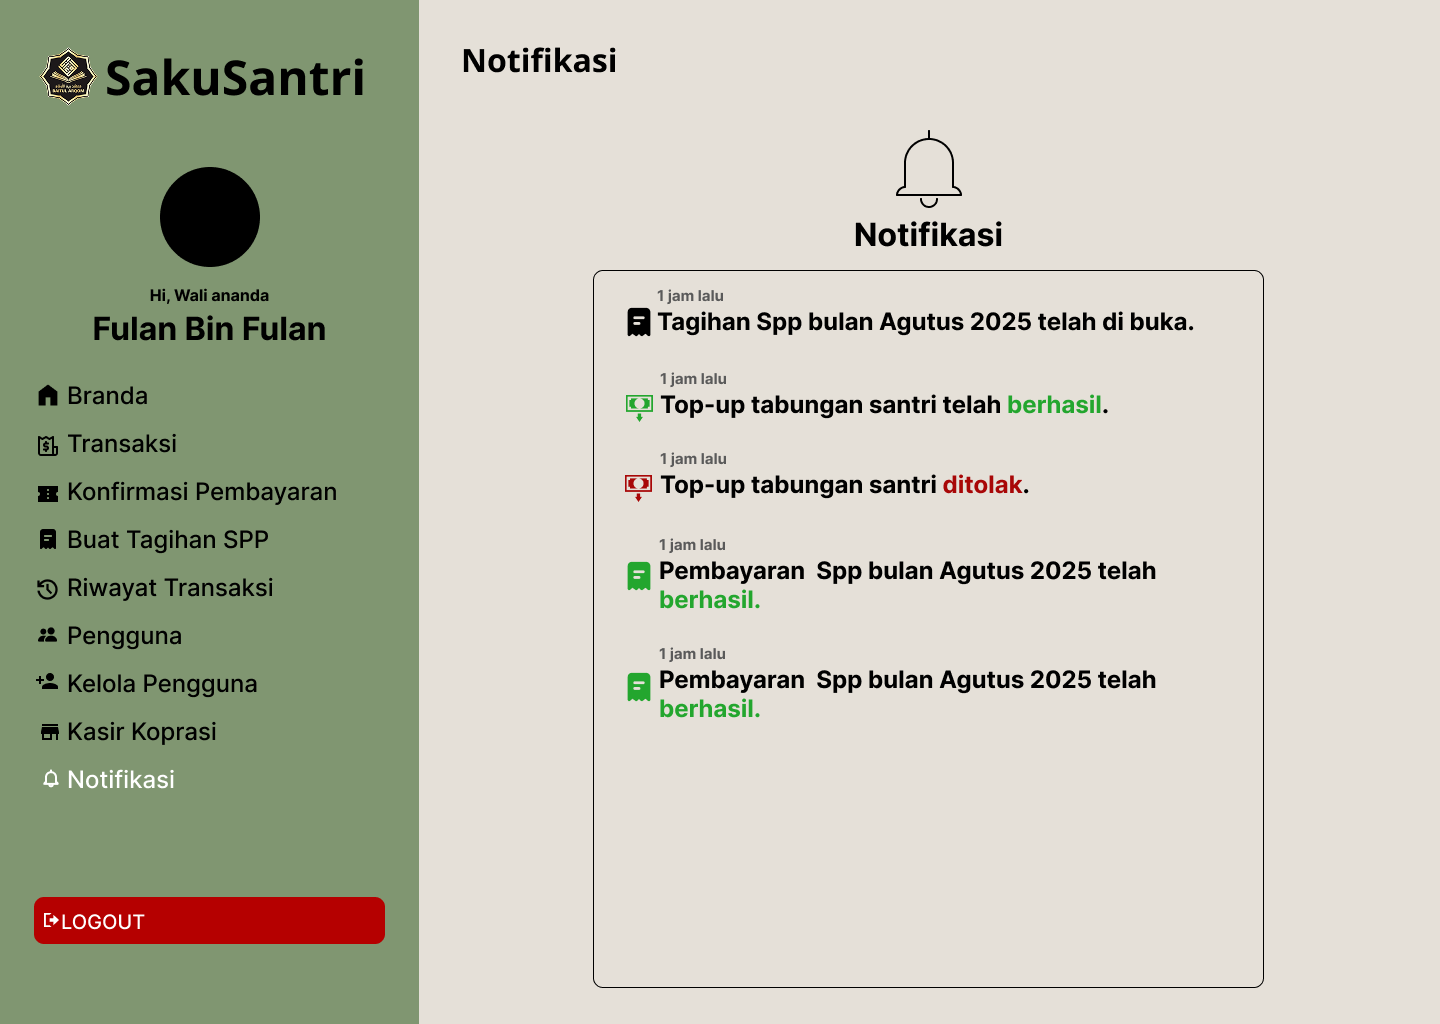 SakuSantri
Hi, Wali ananda
Fulan Bin Fulan
Branda
Transaksi
Konfirmasi Pembayaran
Buat Tagihan SPP
Riwayat Transaksi
Pengguna
Kelola Pengguna
Kasir Koprasi
Notifikasi
LOGOUT
Notifikasi
Notifikasi
1 jam lalu
Tagihan Spp bulan Agutus 2025 telah di buka.
1 jam lalu
Top-up tabungan santri telah berhasil.
1 jam lalu
Top-up tabungan santri ditolak.
1 jam lalu
Pembayaran  Spp bulan Agutus 2025 telah
berhasil.
1 jam lalu
Pembayaran  Spp bulan Agutus 2025 telah
berhasil.